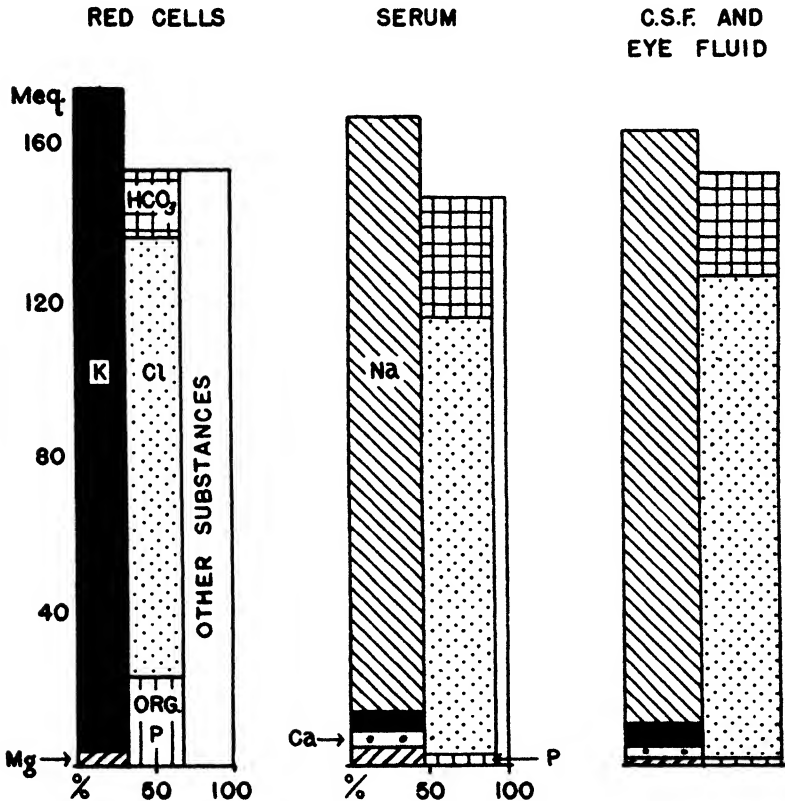 RED CELLS
SERUM
C.S.F. AND
EYE FLUID
Meq.
160
120
80
40
HCO3
K
Cl
Na
OTHER SUBSTANCES
ORG.
P
Mg→
Ca→
←P
% 50 100
% 50 100